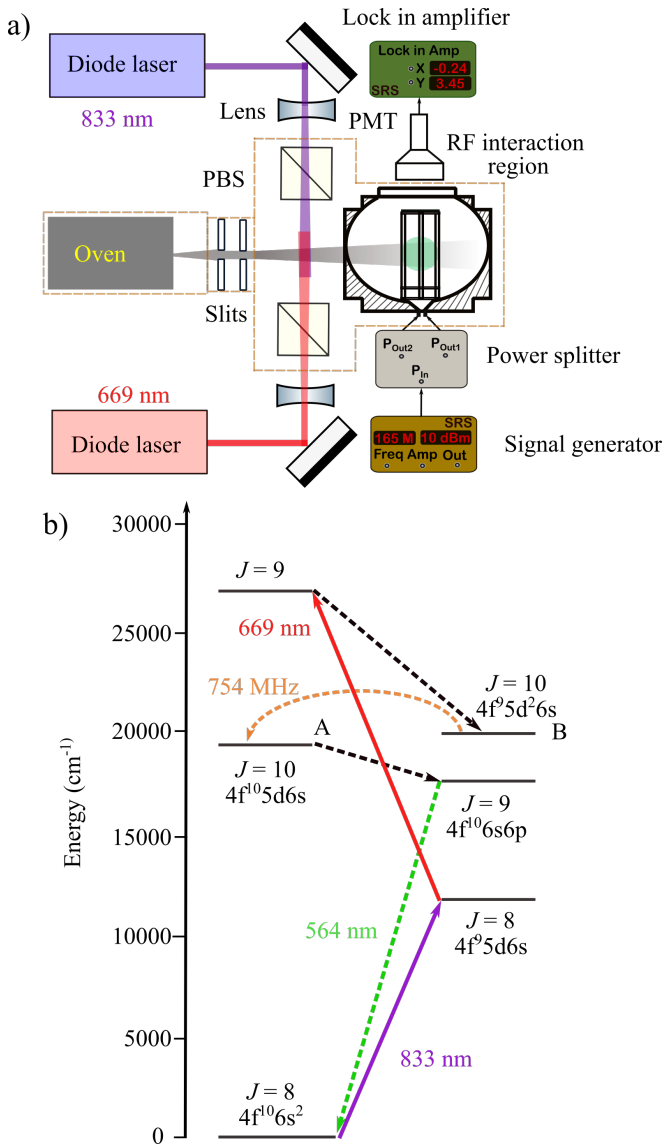 a)
Lock in amplifier
Diode laser
833 nm
Lens
Lock in Amp
X -0.24
Y 3.45
SRS
PMT
RF interaction
region
PBS
Oven
Slits
P_Out2
P_Out1
P_In
Power splitter
669 nm
Diode laser
SRS
165 M 10 dBm
Freq Amp Out
Signal generator
b)
Energy (cm⁻¹)
30000
25000
20000
15000
10000
5000
0
J = 9
669 nm
754 MHz
J = 10
4f⁹5d²6s
A
B
J = 10
4f¹⁰5d6s
J = 9
4f¹⁰6s6p
564 nm
J = 8
4f⁹5d6s
833 nm
J = 8
4f¹⁰6s²